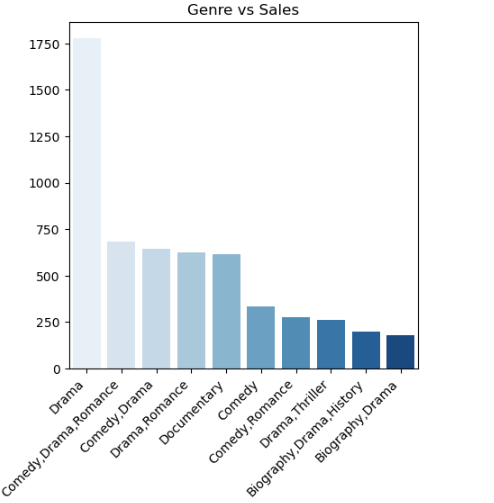 Genre vs Sales
1750
1500
1250
1000
750
500
250
0
Drama
Comedy,Drama,Romance
Comedy,Drama
Drama,Romance
Documentary
Comedy
Comedy,Romance
Drama,Thriller
Biography,Drama,History
Biography,Drama